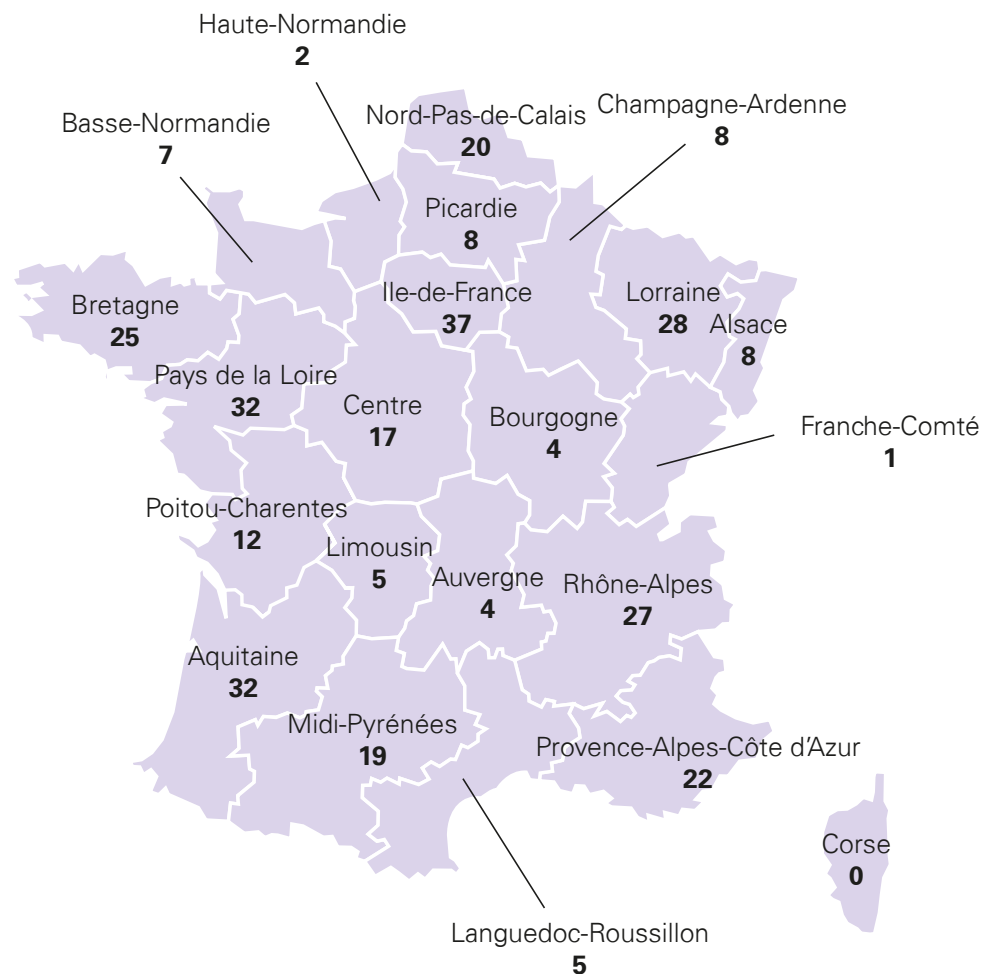 Haute-Normandie
2
Nord-Pas-de-Calais
20
Champagne-Ardenne
8
Basse-Normandie
7
Picardie
8
Ile-de-France
37
Lorraine
28
Alsace
8
Bretagne
25
Pays de la Loire
32
Centre
17
Bourgogne
4
Franche-Comté
1
Poitou-Charentes
12
Limousin
5
Auvergne
4
Rhône-Alpes
27
Aquitaine
32
Midi-Pyrénées
19
Provence-Alpes-Côte d'Azur
22
Corse
0
Languedoc-Roussillon
5